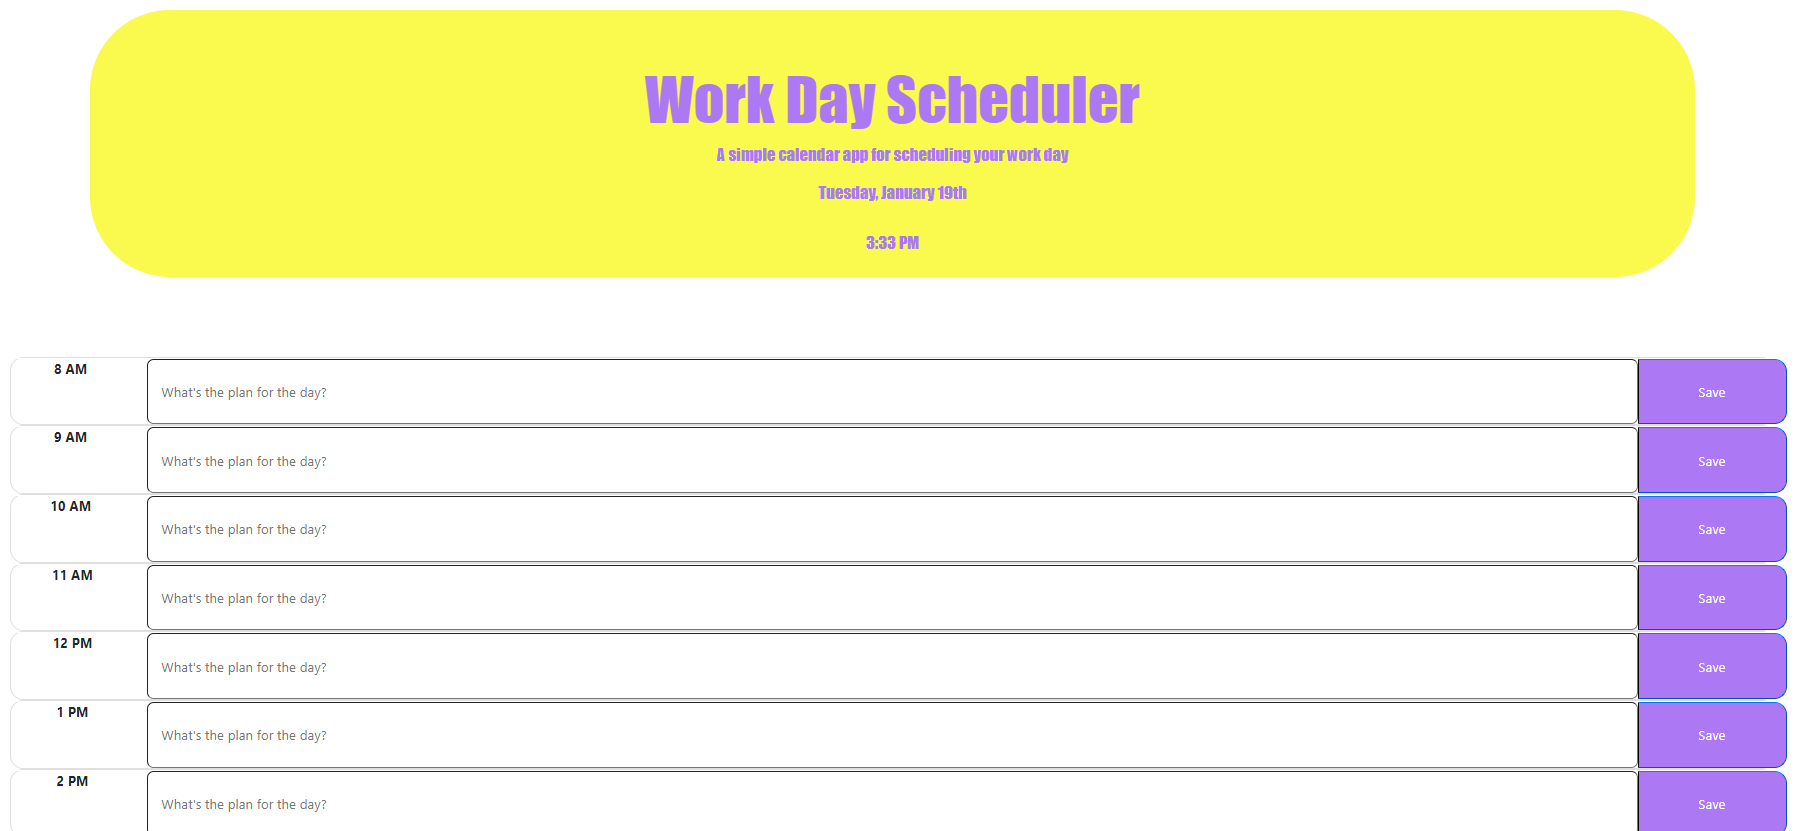 Work Day Scheduler
A simple calendar app for scheduling your work day
Tuesday, January 19th
3:33 PM
8 AM What's the plan for the day? Save
9 AM What's the plan for the day? Save
10 AM What's the plan for the day? Save
11 AM What's the plan for the day? Save
12 PM What's the plan for the day? Save
1 PM What's the plan for the day? Save
2 PM What's the plan for the day? Save